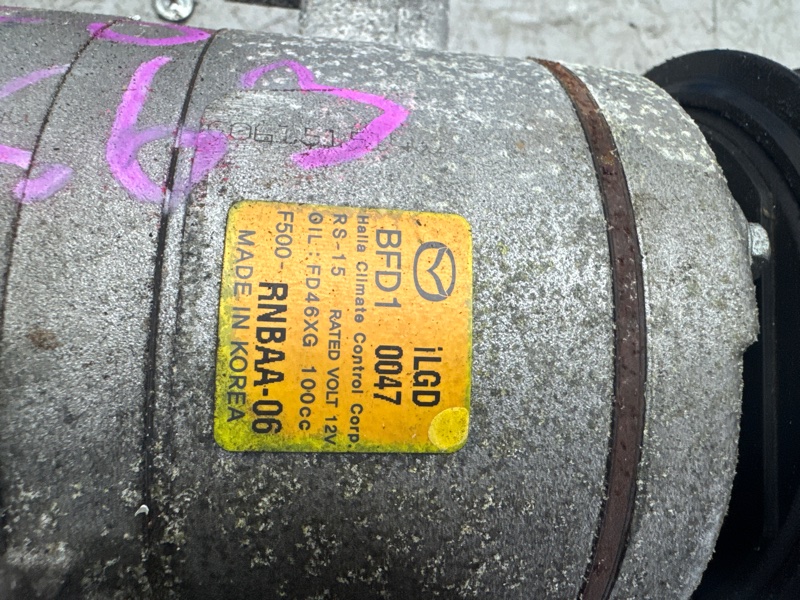 iLGD
BFD1 0047
Halla Climate Control Corp.
RS-15 RATED VOLT 12V
OIL: FD46XG 100cc
F500- RNBAA-06
MADE IN KOREA